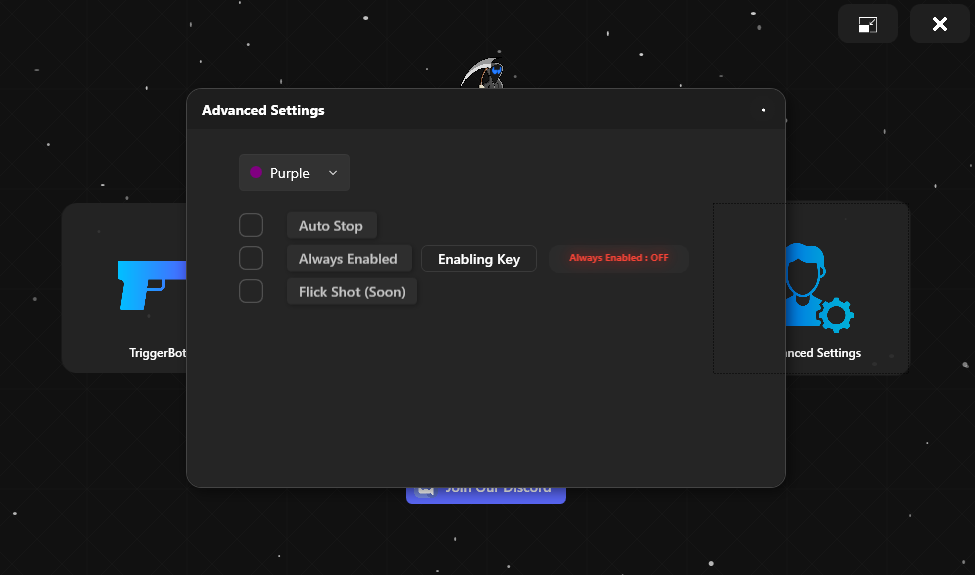 Advanced Settings
Purple
Auto Stop
Always Enabled
Enabling Key
Always Enabled : OFF
Flick Shot (Soon)
TriggerBot
nced Settings
Join Our Discord